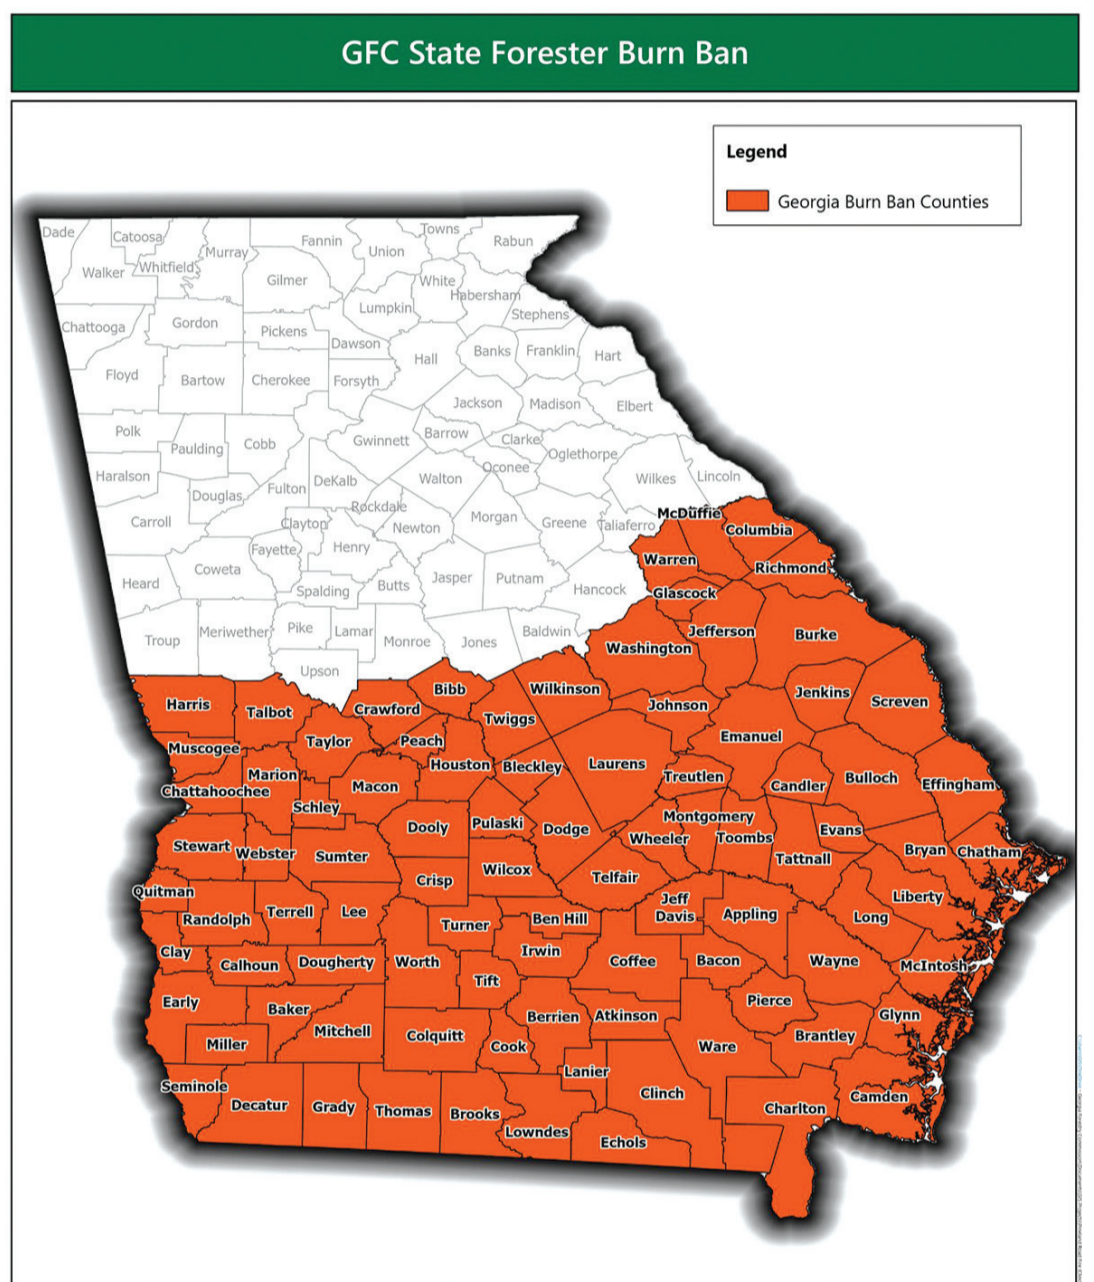 GFC State Forester Burn Ban
Legend
Georgia Burn Ban Counties
Dade
Catoosa
Walker
Whitfield
Murray
Fannin
Gilmer
Union
Towns
Rabun
White
Habersham
Lumpkin
Stephens
Chattooga
Gordon
Pickens
Dawson
Hall
Banks
Franklin
Hart
Floyd
Bartow
Cherokee
Forsyth
Jackson
Madison
Elbert
Polk
Paulding
Cobb
Gwinnett
Barrow
Clarke
Oglethorpe
Oconee
Haralson
Douglas
Fulton
DeKalb
Walton
Wilkes
Lincoln
Rockdale
Carroll
Clayton
Newton
Morgan
Greene
Taliaferro
McDuffie
Columbia
Fayette
Henry
Coweta
Heard
Spalding
Butts
Jasper
Putnam
Hancock
Warren
Richmond
Glascock
Troup
Meriwether
Pike
Lamar
Monroe
Jones
Baldwin
Washington
Jefferson
Burke
Upson
Harris
Talbot
Crawford
Bibb
Twiggs
Wilkinson
Johnson
Jenkins
Screven
Muscogee
Taylor
Peach
Houston
Bleckley
Laurens
Emanuel
Chattahoochee
Marion
Schley
Macon
Treutlen
Candler
Bulloch
Effingham
Stewart
Webster
Sumter
Dooly
Pulaski
Dodge
Wheeler
Montgomery
Toombs
Tattnall
Evans
Bryan
Chatham
Quitman
Crisp
Wilcox
Telfair
Jeff
Davis
Appling
Long
Liberty
Randolph
Terrell
Lee
Turner
Ben Hill
Clay
Calhoun
Dougherty
Worth
Irwin
Tift
Coffee
Bacon
Wayne
McIntosh
Early
Baker
Miller
Mitchell
Colquitt
Cook
Berrien
Atkinson
Pierce
Ware
Brantley
Glynn
Seminole
Decatur
Grady
Thomas
Brooks
Lanier
Lowndes
Clinch
Echols
Charlton
Camden